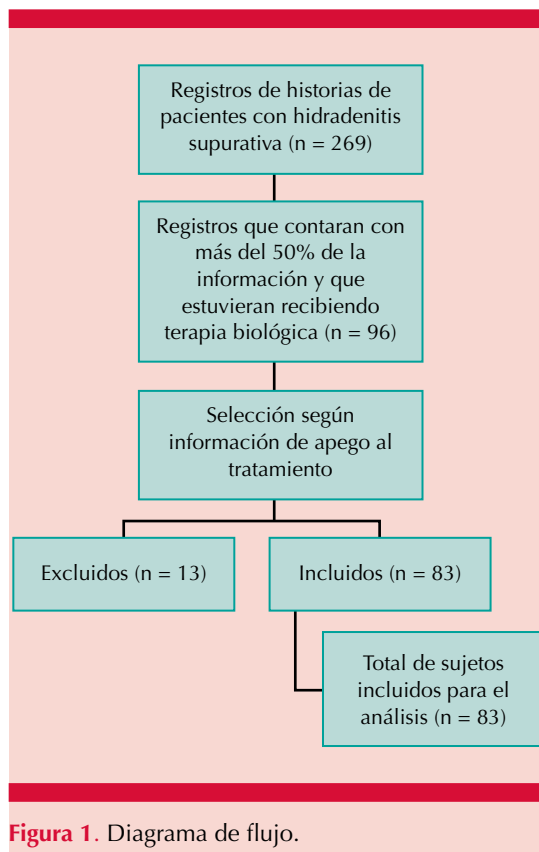 Registros de historias de
pacientes con hidradenitis
supurativa (n = 269)
Registros que contaran con
más del 50% de la
información y que
estuvieran recibiendo
terapia biológica (n = 96)
Selección según
información de apego al
tratamiento
Excluidos (n = 13)
Incluidos (n = 83)
Total de sujetos
incluidos para el
análisis (n = 83)
Figura 1. Diagrama de flujo.